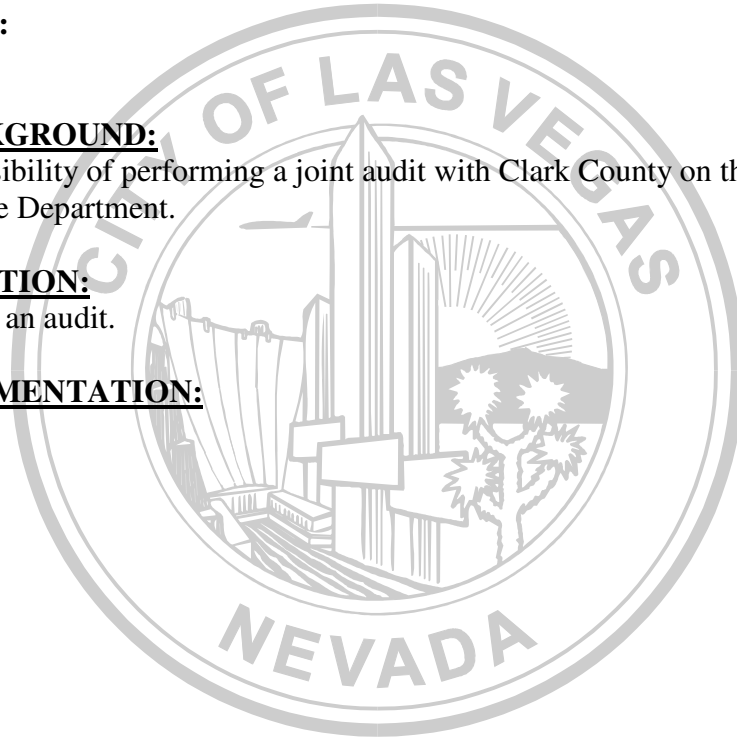 :
KGROUND:
sibility of performing a joint audit with Clark County on th
e Department.
TION:
an audit.
MENTATION:
CITY OF LAS VEGAS
NEVADA